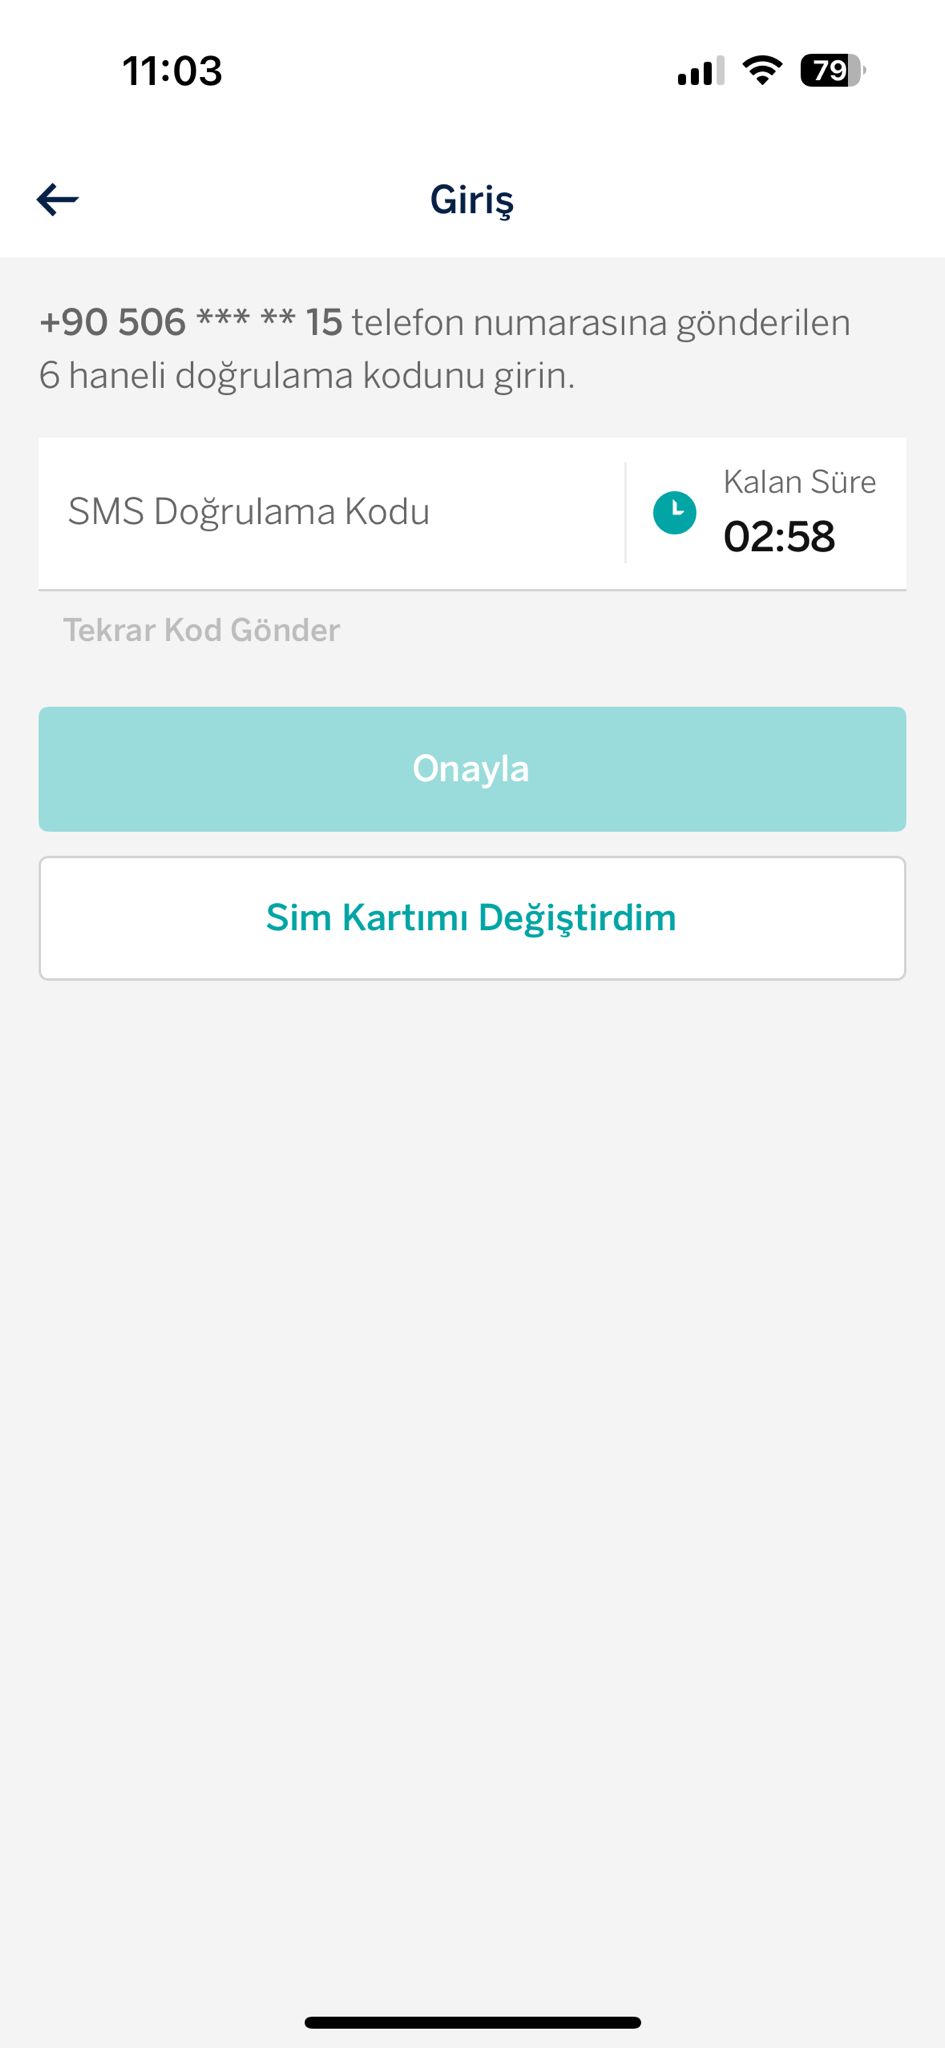 11:03
79
Giriş
+90 506 *** ** 15 telefon numarasına gönderilen
6 haneli doğrulama kodunu girin.
SMS Doğrulama Kodu
Kalan Süre
02:58
Tekrar Kod Gönder
Onayla
Sim Kartımı Değiştirdim